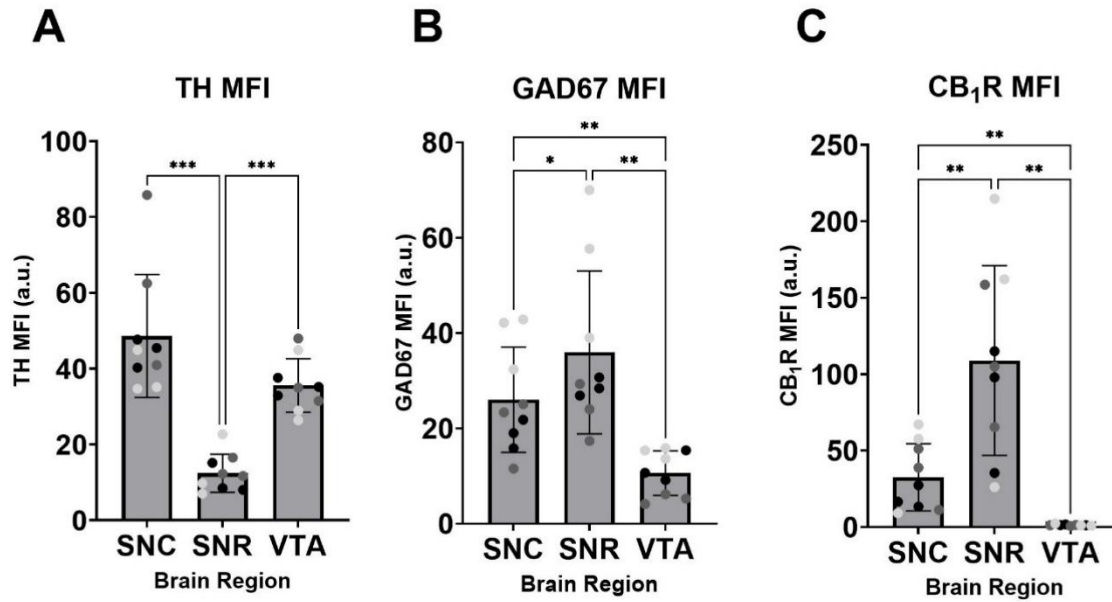 A
TH MFI
TH MFI (a.u.)
100
80
60
40
20
0
***
***
SNC SNR VTA
Brain Region
B
GAD67 MFI
GAD67 MFI (a.u.)
80
60
40
20
0
**
*
**
SNC SNR VTA
Brain Region
C
CB₁R MFI
CB₁R MFI (a.u.)
250
200
150
100
50
0
**
**
**
SNC SNR VTA
Brain Region